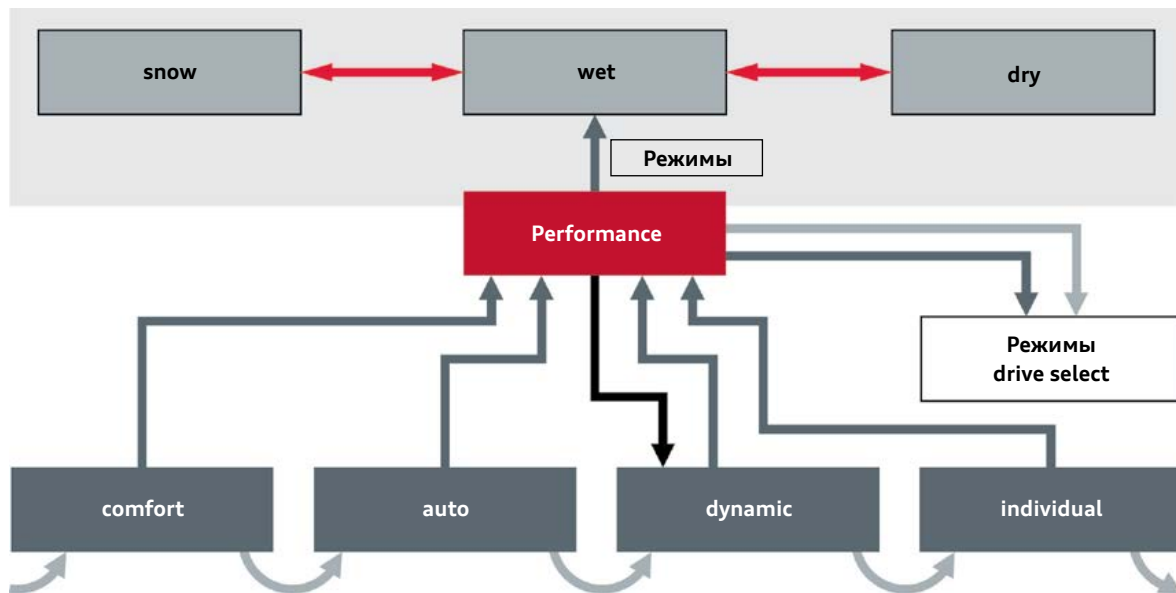 snow
wet
dry
Режимы
Performance
Режимы
drive select
comfort
auto
dynamic
individual